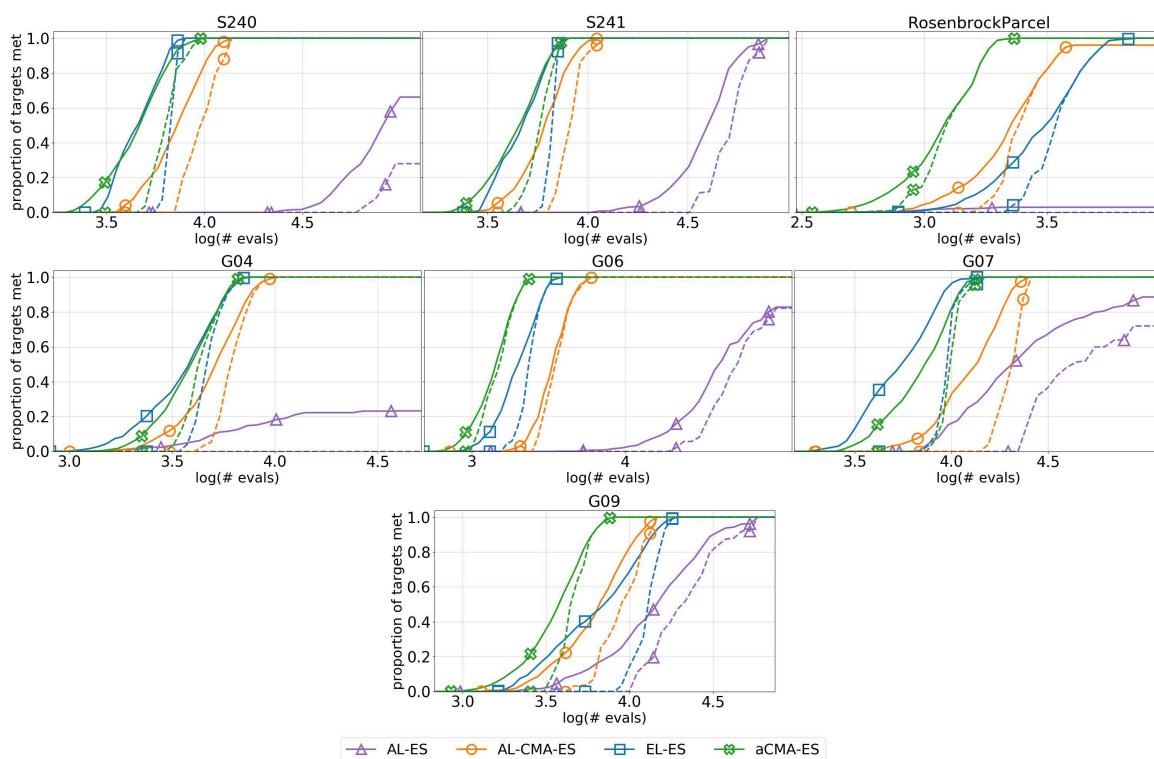 S240
S241
RosenbrockParcel
proportion of targets met
1.0
0.8
0.6
0.4
0.2
0.0
3.5 4.0 4.5
3.5 4.0 4.5
2.5 3.0 3.5
log(# evals)
log(# evals)
log(# evals)
G04
G06
G07
proportion of targets met
1.0
0.8
0.6
0.4
0.2
0.0
3.0 3.5 4.0 4.5
3 4
3.5 4.0 4.5
log(# evals)
log(# evals)
log(# evals)
G09
proportion of targets met
1.0
0.8
0.6
0.4
0.2
0.0
3.0 3.5 4.0 4.5
log(# evals)
AL-ES AL-CMA-ES EL-ES aCMA-ES